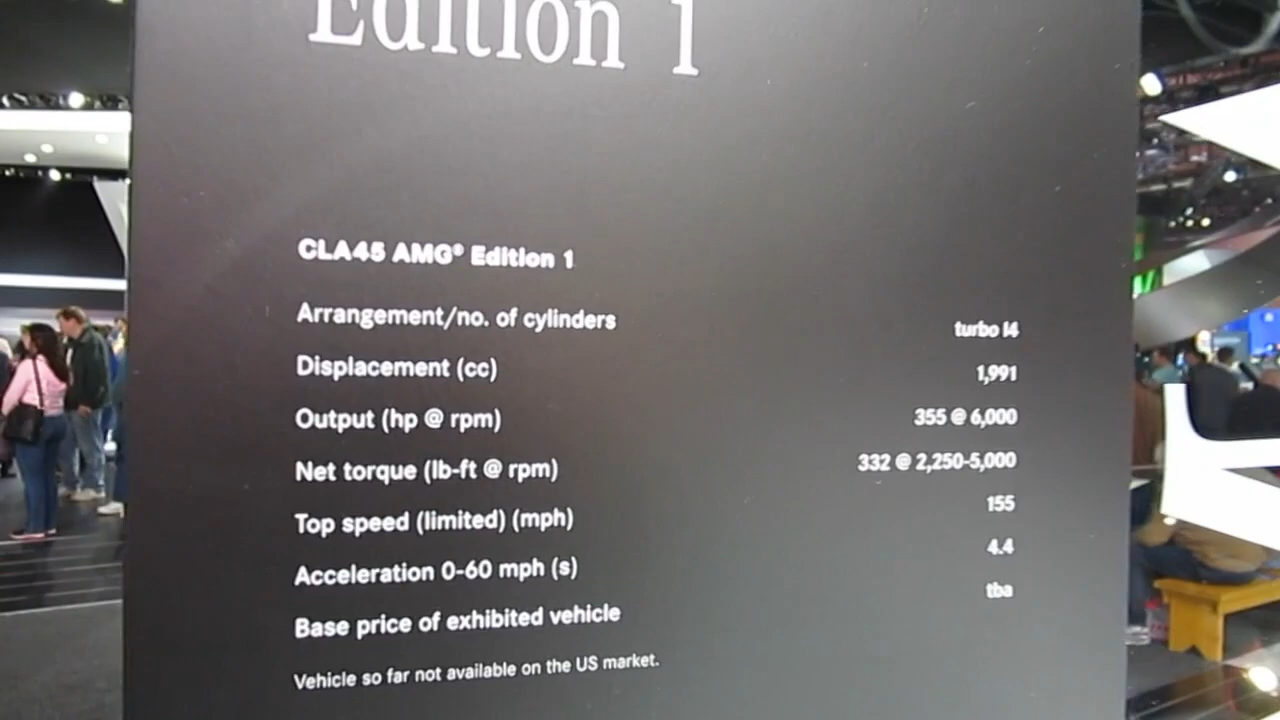 Edition 1
CLA45 AMG® Edition 1
Arrangement/no. of cylinders turbo I4
Displacement (cc) 1,991
Output (hp @ rpm) 355 @ 6,000
Net torque (lb-ft @ rpm) 332 @ 2,250-5,000
Top speed (limited) (mph) 155
Acceleration 0-60 mph (s) 4.4
Base price of exhibited vehicle tba
Vehicle so far not available on the US market.